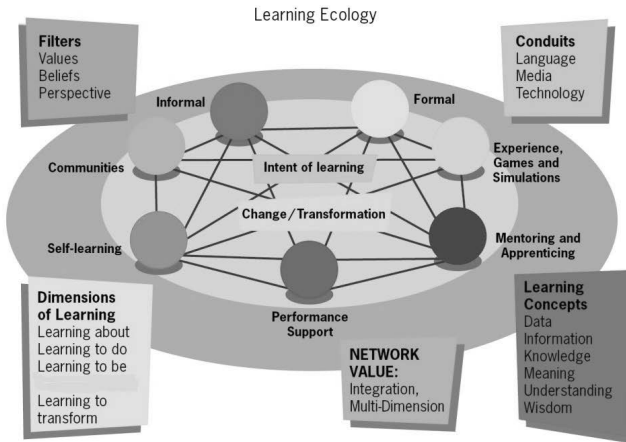 Learning Ecology
Filters
Values
Beliefs
Perspective
Conduits
Language
Media
Technology
Informal
Formal
Communities
Intent of learning
Experience,
Games and
Simulations
Change/Transformation
Self-learning
Mentoring and
Apprenticing
Performance
Support
Dimensions
of Learning
Learning about
Learning to do
Learning to be
Learning to
transform
NETWORK
VALUE:
Integration,
Multi-Dimension
Learning
Concepts
Data
Information
Knowledge
Meaning
Understanding
Wisdom